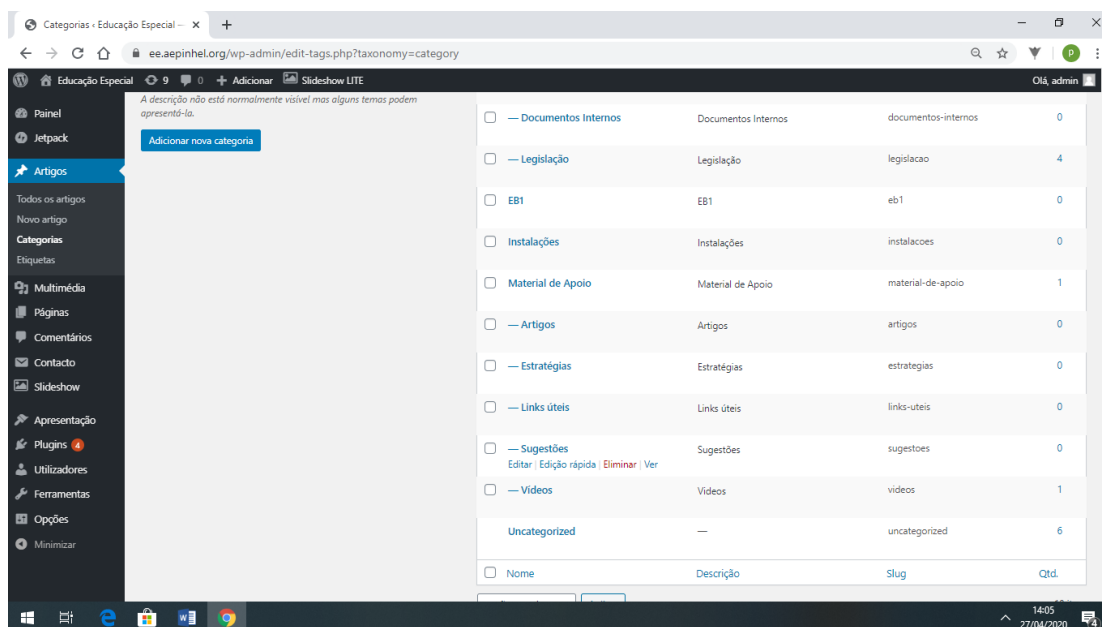 Categorias ‹ Educação Especial —
ee.aepinhel.org/wp-admin/edit-tags.php?taxonomy=category
P
Educação Especial 9 0 + Adicionar Slideshow LITE Olá, admin
Painel
Jetpack
Artigos
Todos os artigos
Novo artigo
Categorias
Etiquetas
Multimédia
Páginas
Comentários
Contacto
Slideshow
Apresentação
Plugins 4
Utilizadores
Ferramentas
Opções
Minimizar
A descrição não está normalmente visível mas alguns temas podem
apresentá-la.
Adicionar nova categoria
— Documentos Internos Documentos Internos documentos-internos 0
— Legislação Legislação legislacao 4
EB1 EB1 eb1 0
Instalações Instalações instalacoes 0
Material de Apoio Material de Apoio material-de-apoio 1
— Artigos Artigos artigos 0
— Estratégias Estratégias estrategias 0
— Links úteis Links úteis links-uteis 0
— Sugestões Sugestões sugestoes 0
Editar | Edição rápida | Eliminar | Ver
— Vídeos Videos videos 1
Uncategorized — uncategorized 6
Nome Descrição Slug Qtd.
14:05
27/04/2020
4